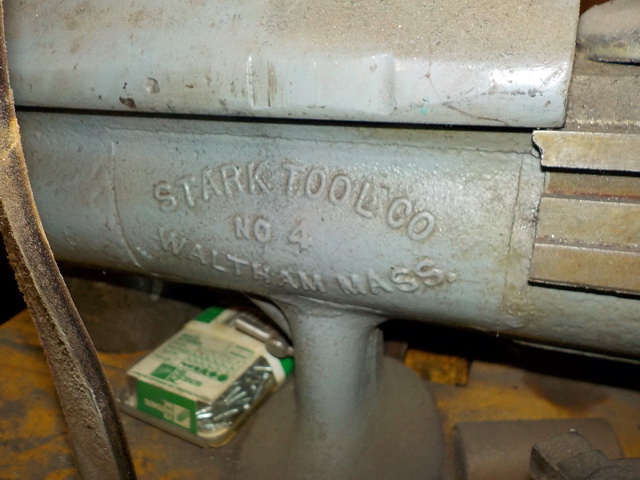 STARK TOOL CO
NO 4
WALTHAM MASS.